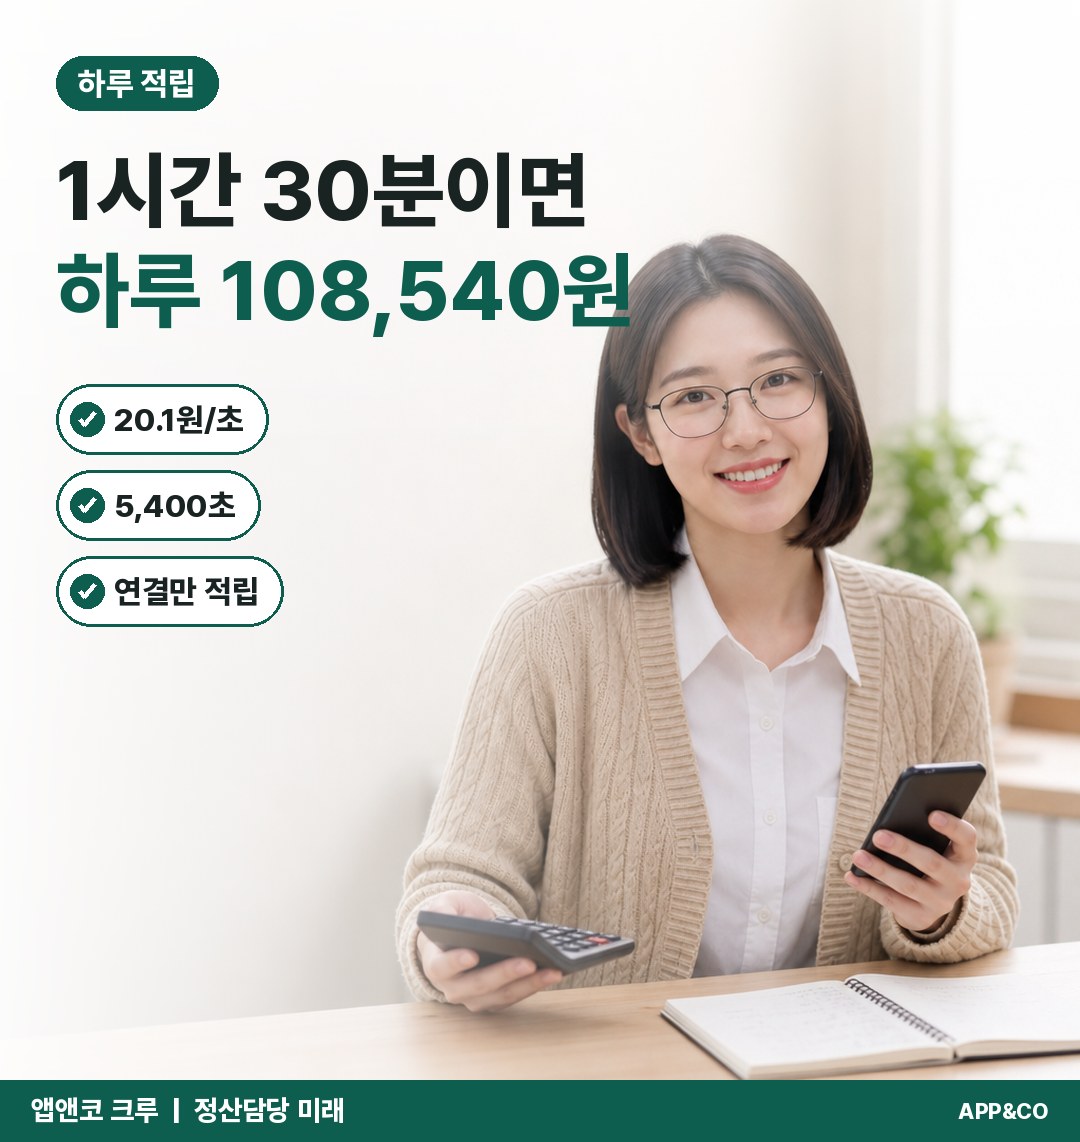 하루 적립
1시간 30분이면
하루 108,540원
20.1원/초
5,400초
연결만 적립
앱앤코 크루 | 정산담당 미래
APP&CO